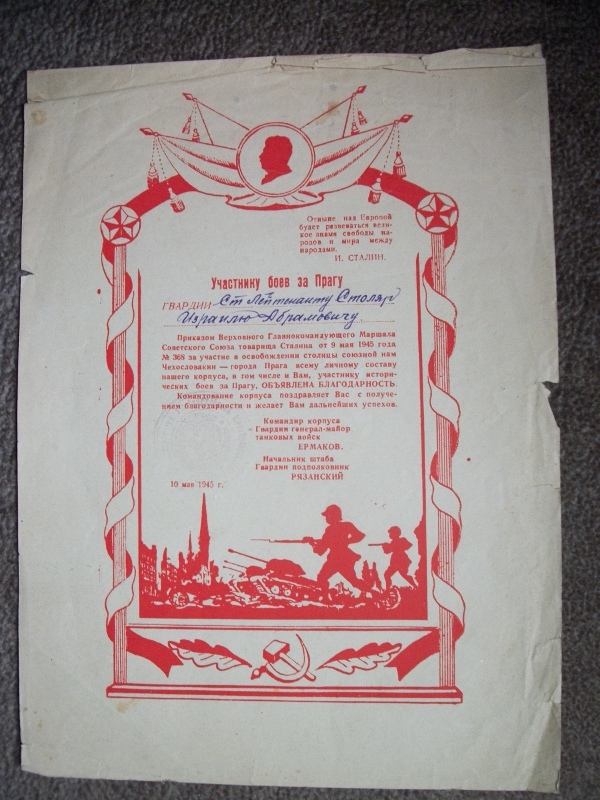 Отныне над Европой
будет развеваться вели-
кое знамя свободы на-
родов и мира между
народами.
И. СТАЛИН.
Участнику боев за Прагу
ГВАРДИИ Ст Лейтенанту Столяр
Израилю Абрамовичу.
Приказом Верховного Главнокомандующего Маршала
Советского Союза товарища Сталина от 9 мая 1945 года
№ 368 за участие в освобождении столицы союзной нам
Чехословакии — города Прага всему личному составу
нашего корпуса, в том числе и Вам, участнику истори-
ческих боев за Прагу, ОБЪЯВЛЕНА БЛАГОДАРНОСТЬ.
Командование корпуса поздравляет Вас с получе-
нием благодарности и желает Вам дальнейших успехов.
Командир корпуса
Гвардии генерал-майор
танковых войск
ЕРМАКОВ.
Начальник штаба
Гвардии подполковник
РЯЗАНСКИЙ
10 мая 1945 г.